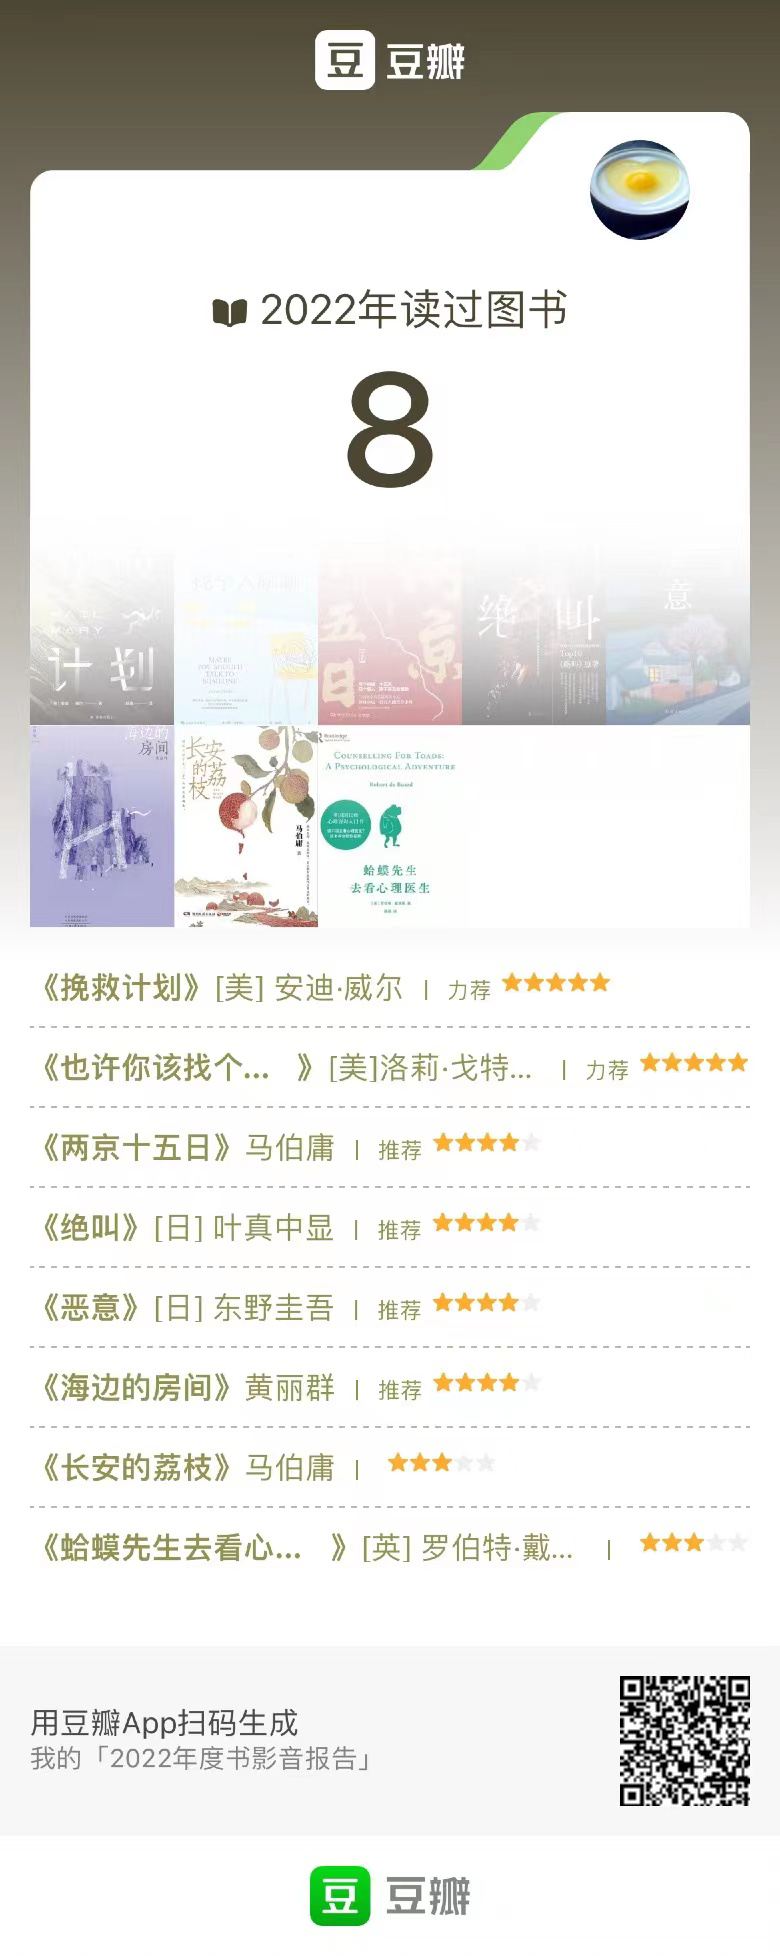 豆 豆瓣
2022年读过图书
8
计划
MAYBE
YOU SHOULD
TALK TO
SOMEONE
京
五
日
绝叫
Top10
意
海边的
房间
长安的荔枝
马伯庸
Routledge
COUNSELLING FOR TOADS:
A PSYCHOLOGICAL ADVENTURE
Robert de Board
蛤蟆先生
去看心理医生
《挽救计划》[美] 安迪·威尔 | 力荐 ★★★★★
《也许你该找个... 》[美]洛莉·戈特... | 力荐 ★★★★★
《两京十五日》马伯庸 | 推荐 ★★★★★
《绝叫》[日] 叶真中显 | 推荐 ★★★★★
《恶意》[日] 东野圭吾 | 推荐 ★★★★★
《海边的房间》黄丽群 | 推荐 ★★★★★
《长安的荔枝》马伯庸 | ★★★★★
《蛤蟆先生去看心... 》[英] 罗伯特·戴... | ★★★★★
用豆瓣App扫码生成
我的「2022年度书影音报告」
豆 豆瓣